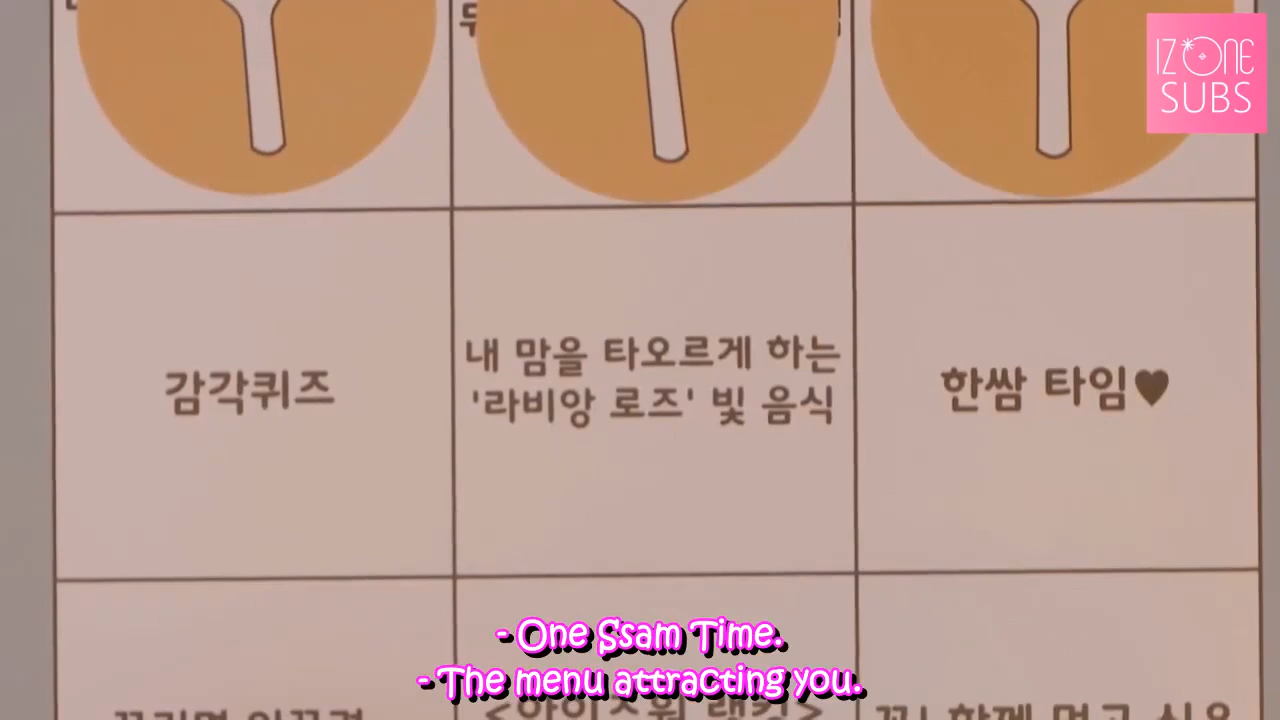 IZ*ONE
SUBS
감각퀴즈
내 맘을 타오르게 하는
'라비앙 로즈' 빛 음식
한쌈 타임♥
- One Ssam Time.
- The menu attracting you.